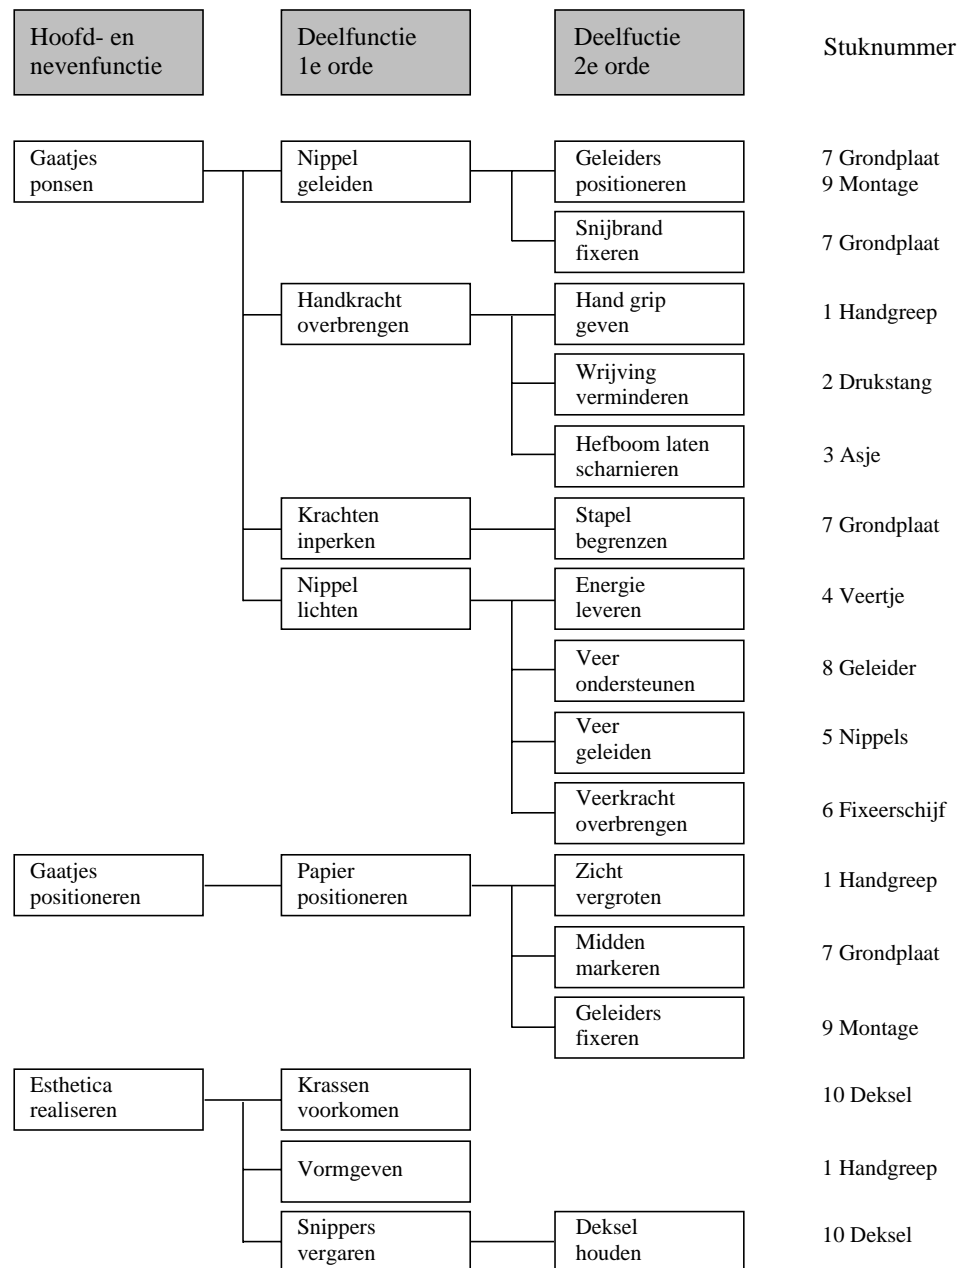 Hoofd- en
nevenfunctie
Deelfunctie
1e orde
Deelfuctie
2e orde
Stuknummer
Gaatjes
ponsen
Nippel
geleiden
Geleiders
positioneren
7 Grondplaat
9 Montage
Snijbrand
fixeren
7 Grondplaat
Handkracht
overbrengen
Hand grip
geven
1 Handgreep
Wrijving
verminderen
2 Drukstang
Hefboom laten
scharnieren
3 Asje
Krachten
inperken
Stapel
begrenzen
7 Grondplaat
Nippel
lichten
Energie
leveren
4 Veertje
Veer
ondersteunen
8 Geleider
Veer
geleiden
5 Nippels
Veerkracht
overbrengen
6 Fixeerschijf
Gaatjes
positioneren
Papier
positioneren
Zicht
vergroten
1 Handgreep
Midden
markeren
7 Grondplaat
Geleiders
fixeren
9 Montage
Esthetica
realiseren
Krassen
voorkomen
10 Deksel
Vormgeven
1 Handgreep
Snippers
vergaren
Deksel
houden
10 Deksel